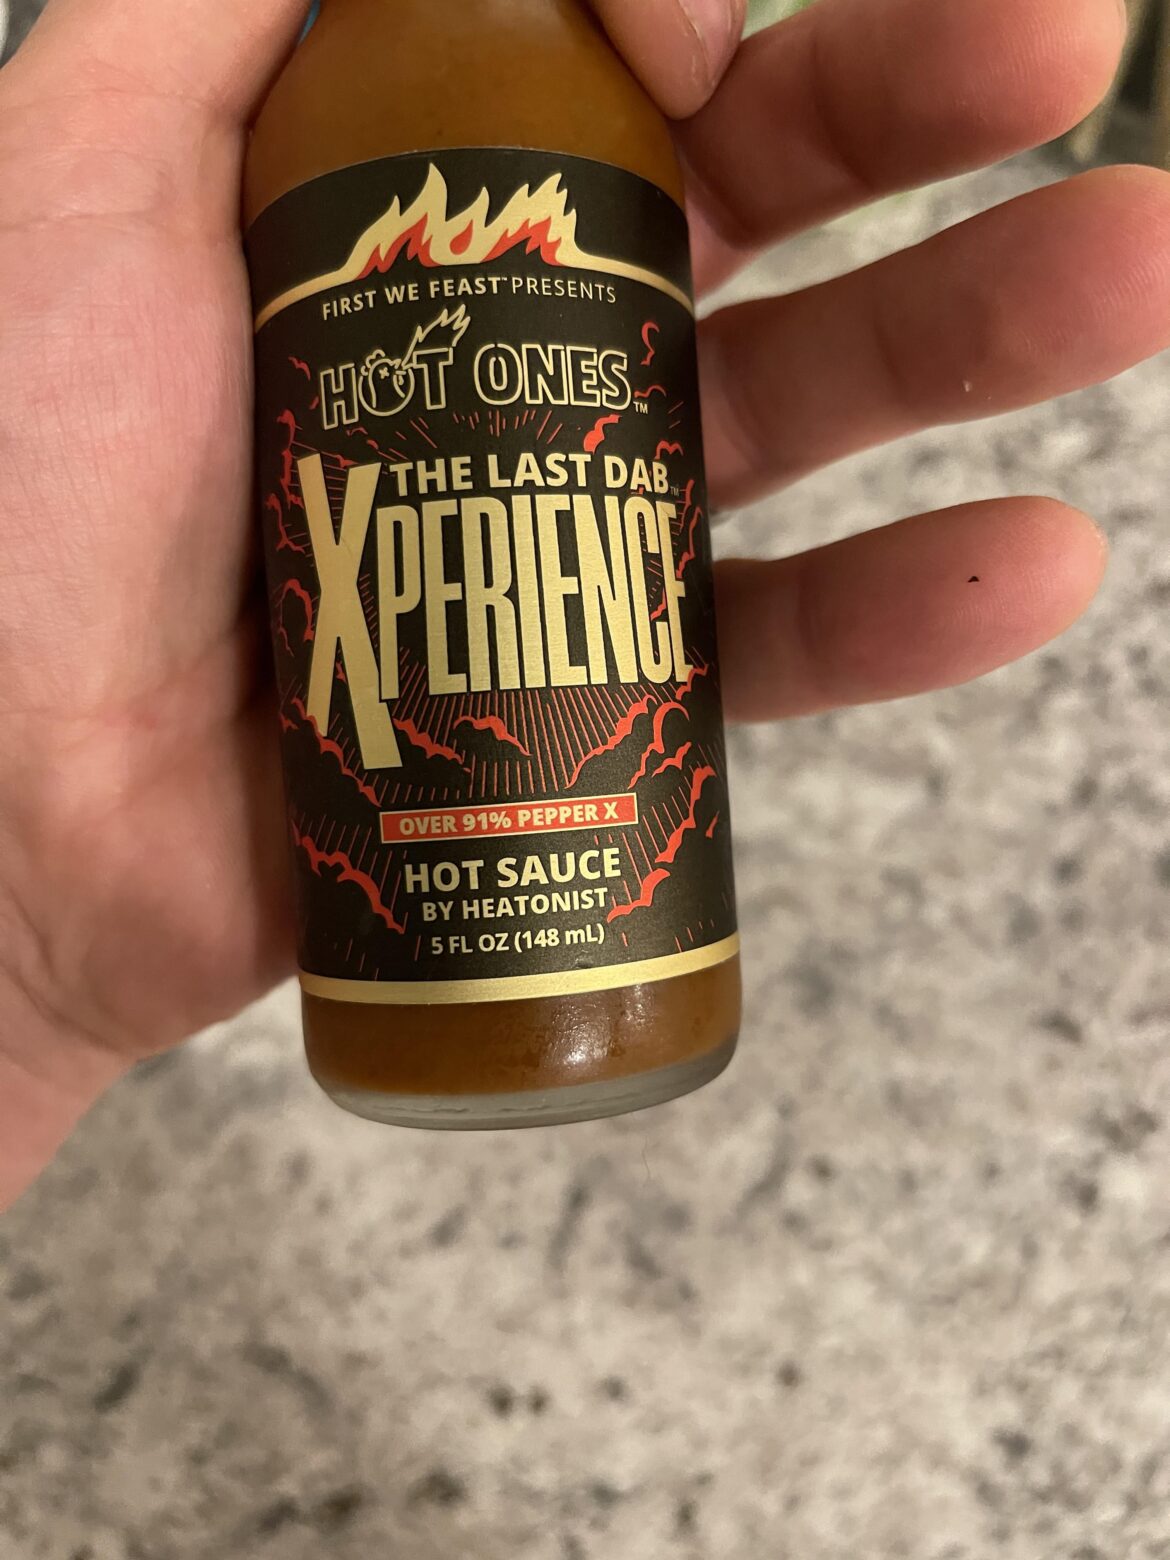 FIRST WE FEAST™ PRESENTS
HOT ONES™
THE LAST DAB™
XPERIENCE
OVER 91% PEPPER X
HOT SAUCE
BY HEATONIST
5 FL OZ (148 mL)